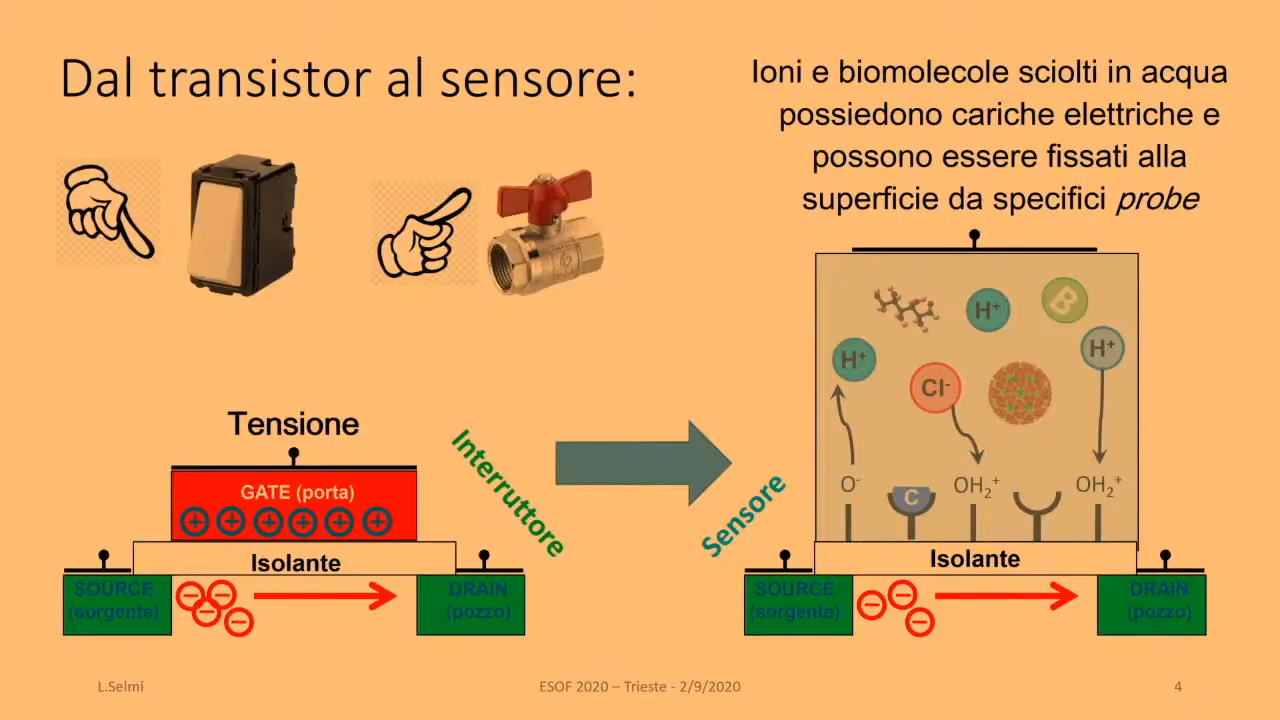 Dal transistor al sensore:
Ioni e biomolecole sciolti in acqua
possiedono cariche elettriche e
possono essere fissati alla
superficie da specifici probe
Tensione
GATE (porta)
+ + + + + +
Isolante
SOURCE
(sorgente)
DRAIN
(pozzo)
Interruttore
Sensore
H⁺
B
H⁺
H⁺
Cl⁻
O⁻
C
OH₂⁺
OH₂⁺
Isolante
SOURCE
(sorgente)
DRAIN
(pozzo)
L.Selmi
ESOF 2020 – Trieste - 2/9/2020
4